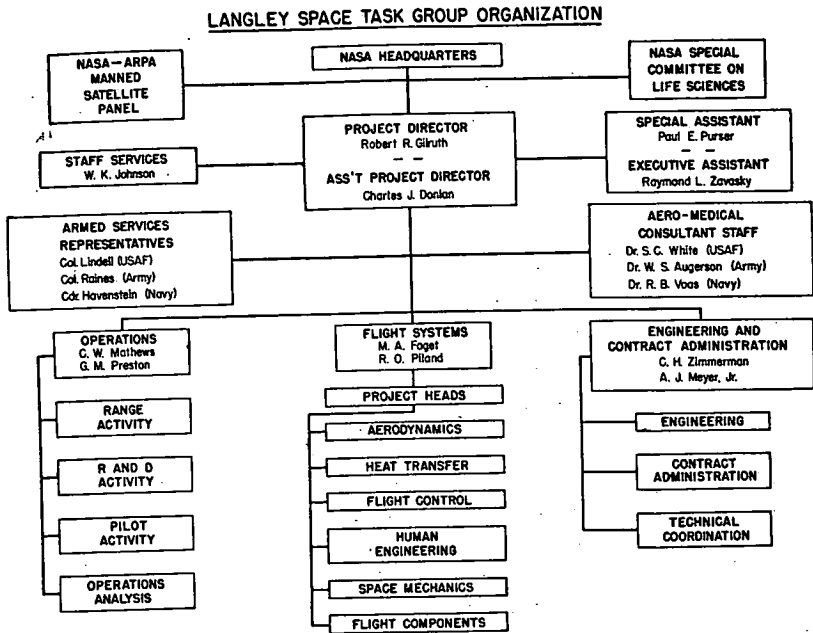 LANGLEY SPACE TASK GROUP ORGANIZATION
NASA–ARPA
MANNED
SATELLITE
PANEL
NASA HEADQUARTERS
NASA SPECIAL
COMMITTEE ON
LIFE SCIENCES
STAFF SERVICES
W. K. Johnson
PROJECT DIRECTOR
Robert R. Gilruth
ASS'T PROJECT DIRECTOR
Charles J. Donlan
SPECIAL ASSISTANT
Paul E. Purser
EXECUTIVE ASSISTANT
Raymond L. Zavasky
ARMED SERVICES
REPRESENTATIVES
Col. Lindell (USAF)
Col. Raines (Army)
Cdr. Havenstein (Navy)
AERO-MEDICAL
CONSULTANT STAFF
Dr. S. C. White (USAF)
Dr. W. S. Augerson (Army)
Dr. R. B. Voas (Navy)
OPERATIONS
C. W. Mathews
G. M. Preston
RANGE
ACTIVITY
R AND D
ACTIVITY
PILOT
ACTIVITY
OPERATIONS
ANALYSIS
FLIGHT SYSTEMS
M. A. Faget
R. O. Piland
PROJECT HEADS
AERODYNAMICS
HEAT TRANSFER
FLIGHT CONTROL
HUMAN
ENGINEERING
SPACE MECHANICS
FLIGHT COMPONENTS
ENGINEERING AND
CONTRACT ADMINISTRATION
C. H. Zimmerman
A. J. Meyer, Jr.
ENGINEERING
CONTRACT
ADMINISTRATION
TECHNICAL
COORDINATION